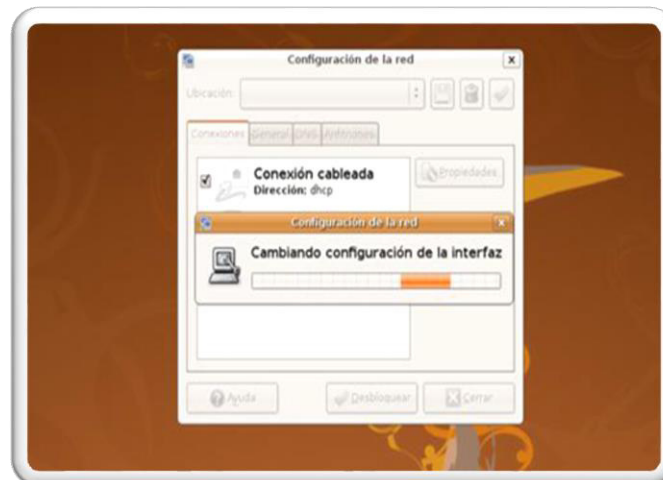 Configuración de la red
Ubicación:
Conexiones General DNS Anfitriones
Conexión cableada
Propiedades
Dirección: dhcp
Configuración de la red
Cambiando configuración de la interfaz
Ayuda Desbloquear Cerrar